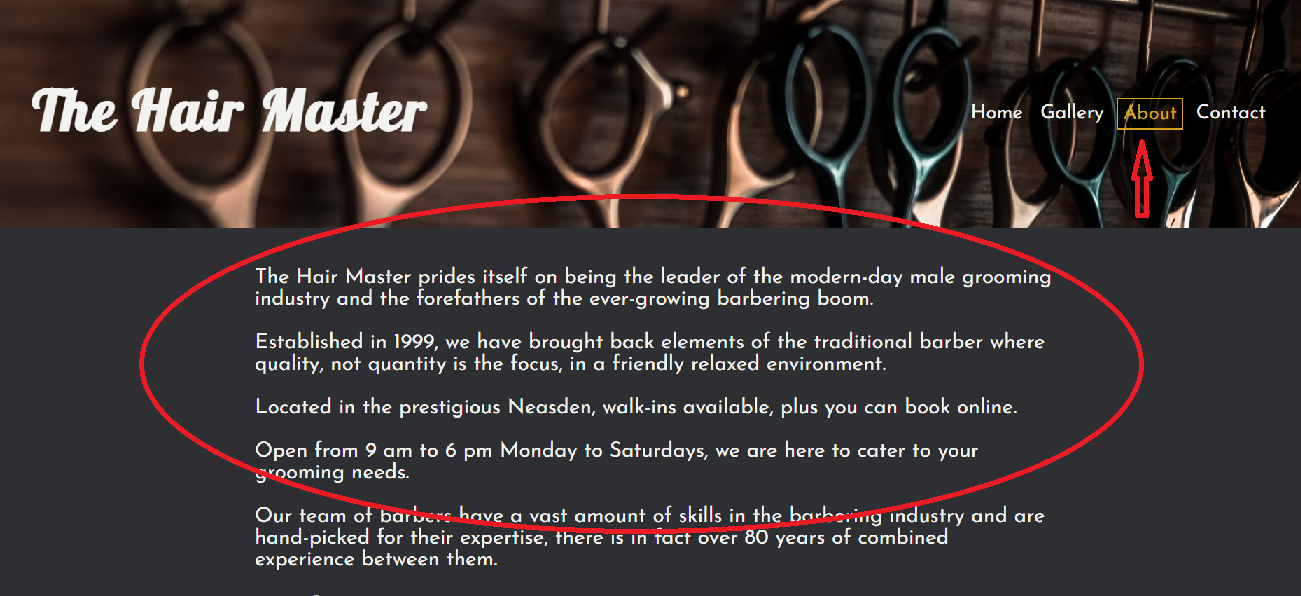 The Hair Master
Home Gallery About Contact
The Hair Master prides itself on being the leader of the modern-day male grooming
industry and the forefathers of the ever-growing barbering boom.
Established in 1999, we have brought back elements of the traditional barber where
quality, not quantity is the focus, in a friendly relaxed environment.
Located in the prestigious Neasden, walk-ins available, plus you can book online.
Open from 9 am to 6 pm Monday to Saturdays, we are here to cater to your
grooming needs.
Our team of barbers have a vast amount of skills in the barbering industry and are
hand-picked for their expertise, there is in fact over 80 years of combined
experience between them.